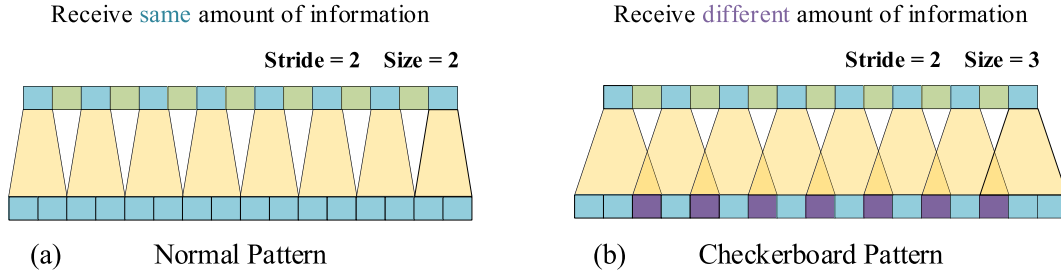 Receive same amount of information
Stride = 2 Size = 2
(a) Normal Pattern
Receive different amount of information
Stride = 2 Size = 3
(b) Checkerboard Pattern